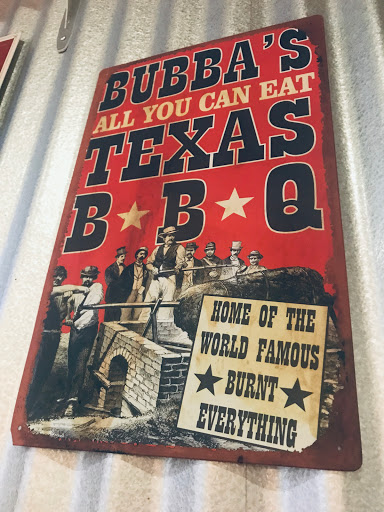 BUBBA'S
ALL YOU CAN EAT
TEXAS
B ★ B ★ Q
HOME OF THE
WORLD FAMOUS
★ BURNT ★
EVERYTHING